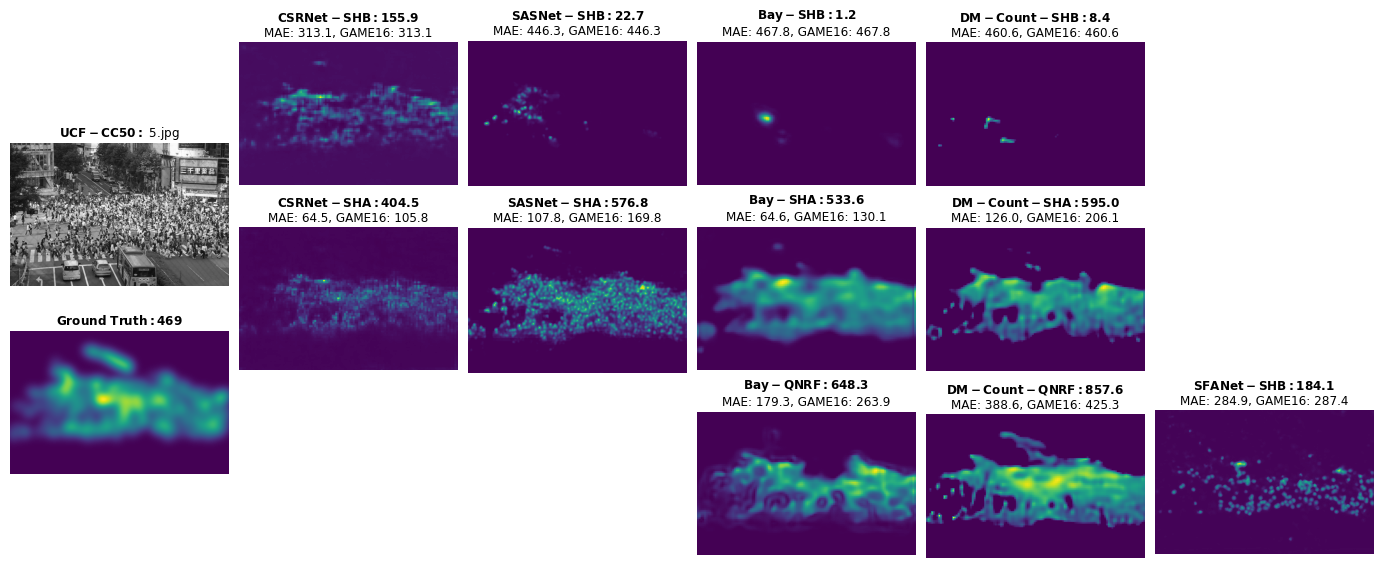 CSRNet − SHB: 155.9
MAE: 313.1, GAME16: 313.1
SASNet − SHB: 22.7
MAE: 446.3, GAME16: 446.3
Bay − SHB: 1.2
MAE: 467.8, GAME16: 467.8
DM − Count − SHB: 8.4
MAE: 460.6, GAME16: 460.6
UCF − CC50: 5.jpg
CSRNet − SHA: 404.5
MAE: 64.5, GAME16: 105.8
SASNet − SHA: 576.8
MAE: 107.8, GAME16: 169.8
Bay − SHA: 533.6
MAE: 64.6, GAME16: 130.1
DM − Count − SHA: 595.0
MAE: 126.0, GAME16: 206.1
Ground Truth: 469
Bay − QNRF: 648.3
MAE: 179.3, GAME16: 263.9
DM − Count − QNRF: 857.6
MAE: 388.6, GAME16: 425.3
SFANet − SHB: 184.1
MAE: 284.9, GAME16: 287.4